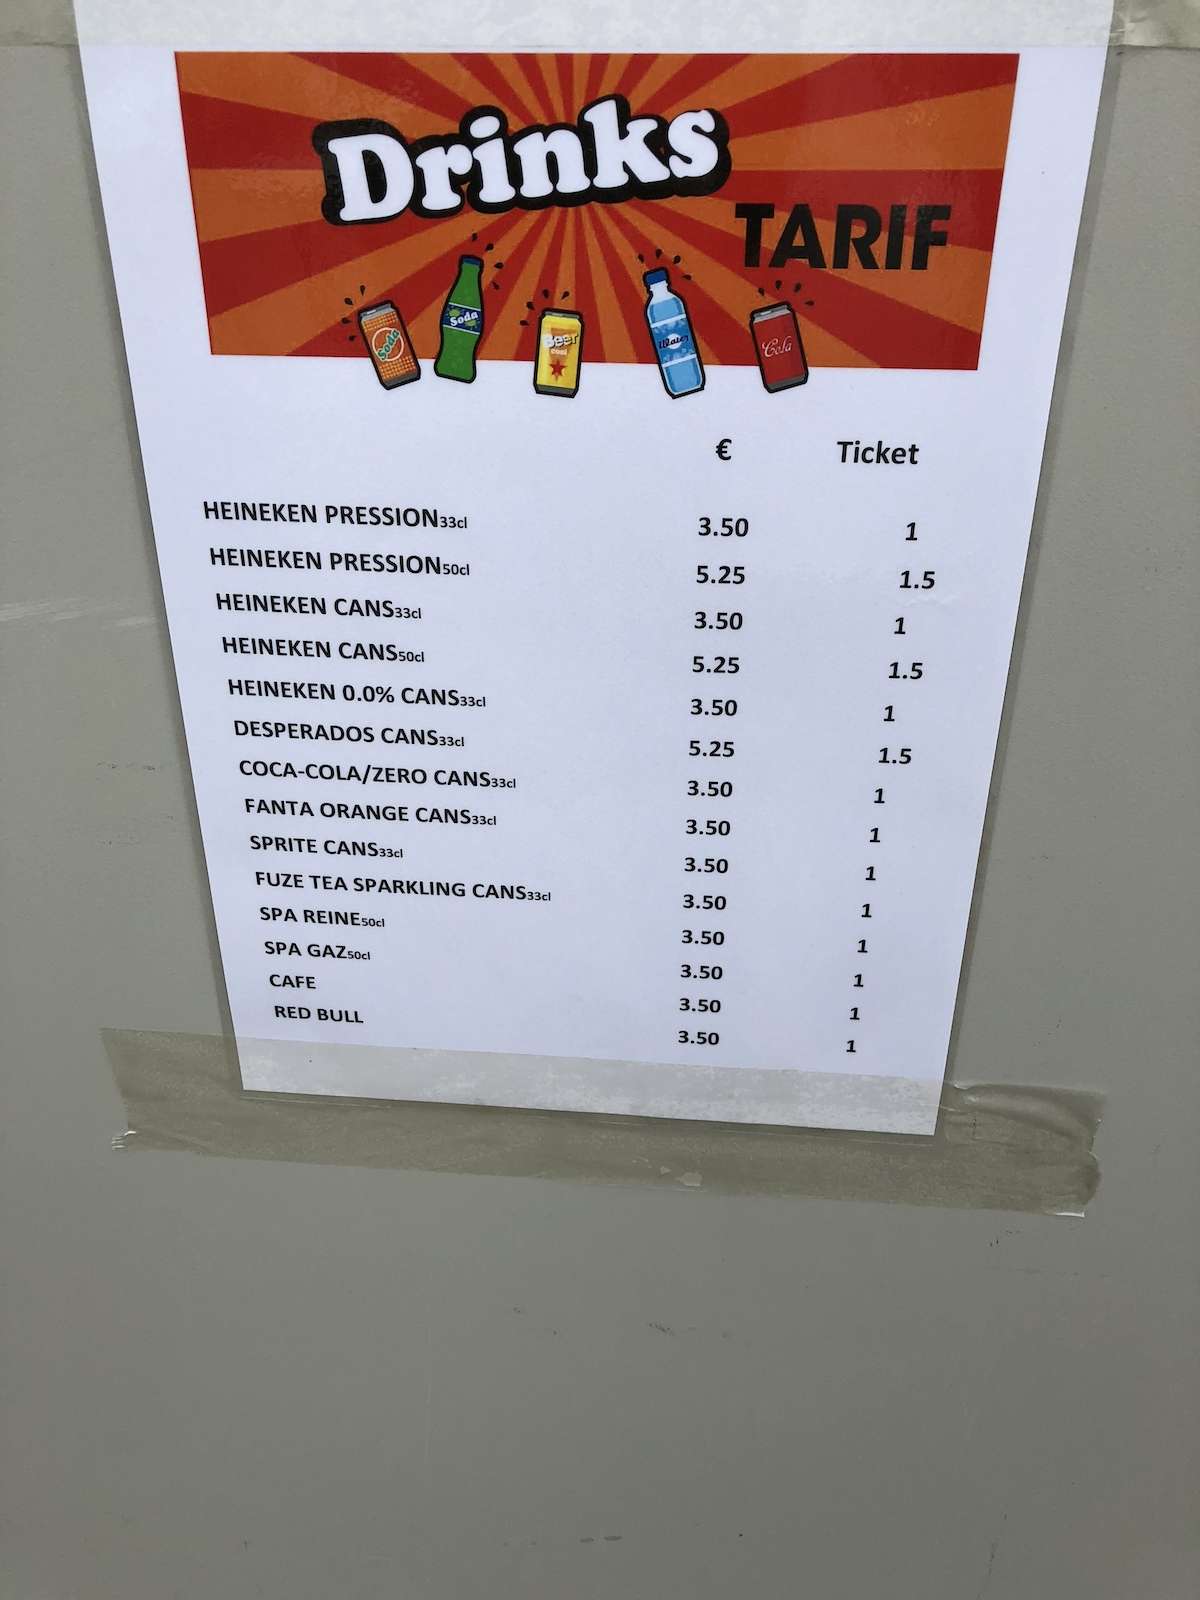 Drinks
TARIF
Soda
Soda
Beer
cool
Water
Cola
€ Ticket
HEINEKEN PRESSION33cl 3.50 1
HEINEKEN PRESSION50cl 5.25 1.5
HEINEKEN CANS33cl 3.50 1
HEINEKEN CANS50cl 5.25 1.5
HEINEKEN 0.0% CANS33cl 3.50 1
DESPERADOS CANS33cl 5.25 1.5
COCA-COLA/ZERO CANS33cl 3.50 1
FANTA ORANGE CANS33cl 3.50 1
SPRITE CANS33cl 3.50 1
FUZE TEA SPARKLING CANS33cl 3.50 1
SPA REINE50cl 3.50 1
SPA GAZ50cl 3.50 1
CAFE 3.50 1
RED BULL 3.50 1